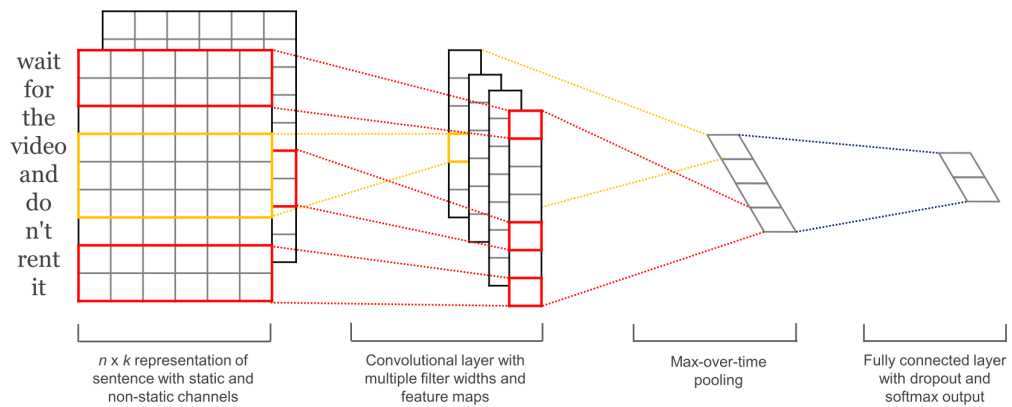 wait
for
the
video
and
do
n't
rent
it
n x k representation of
sentence with static and
non-static channels
Convolutional layer with
multiple filter widths and
feature maps
Max-over-time
pooling
Fully connected layer
with dropout and
softmax output